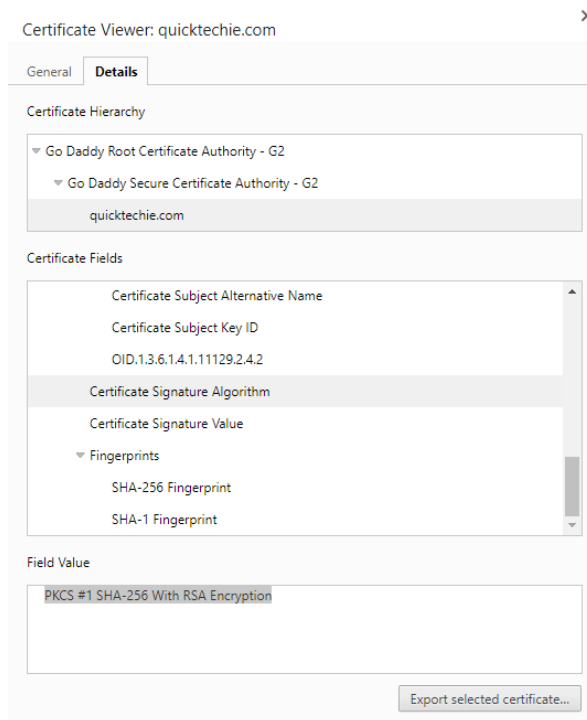 Certificate Viewer: quicktechie.com
General Details
Certificate Hierarchy
Go Daddy Root Certificate Authority - G2
Go Daddy Secure Certificate Authority - G2
quicktechie.com
Certificate Fields
Certificate Subject Alternative Name
Certificate Subject Key ID
OID.1.3.6.1.4.1.11129.2.4.2
Certificate Signature Algorithm
Certificate Signature Value
Fingerprints
SHA-256 Fingerprint
SHA-1 Fingerprint
Field Value
PKCS #1 SHA-256 With RSA Encryption
Export selected certificate...